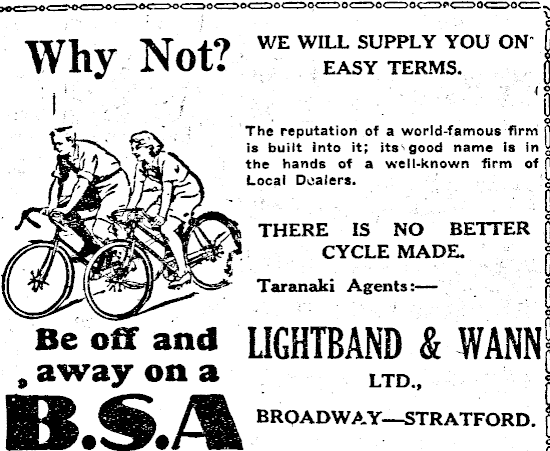 Why Not?
WE WILL SUPPLY YOU ON
EASY TERMS.
The reputation of a world-famous firm
is built into it; its good name is in
the hands of a well-known firm of
Local Dealers.
THERE IS NO BETTER
CYCLE MADE.
Taranaki Agents:—
LIGHTBAND & WANN
LTD.,
BROADWAY—STRATFORD.
Be off and
away on a
B.S.A